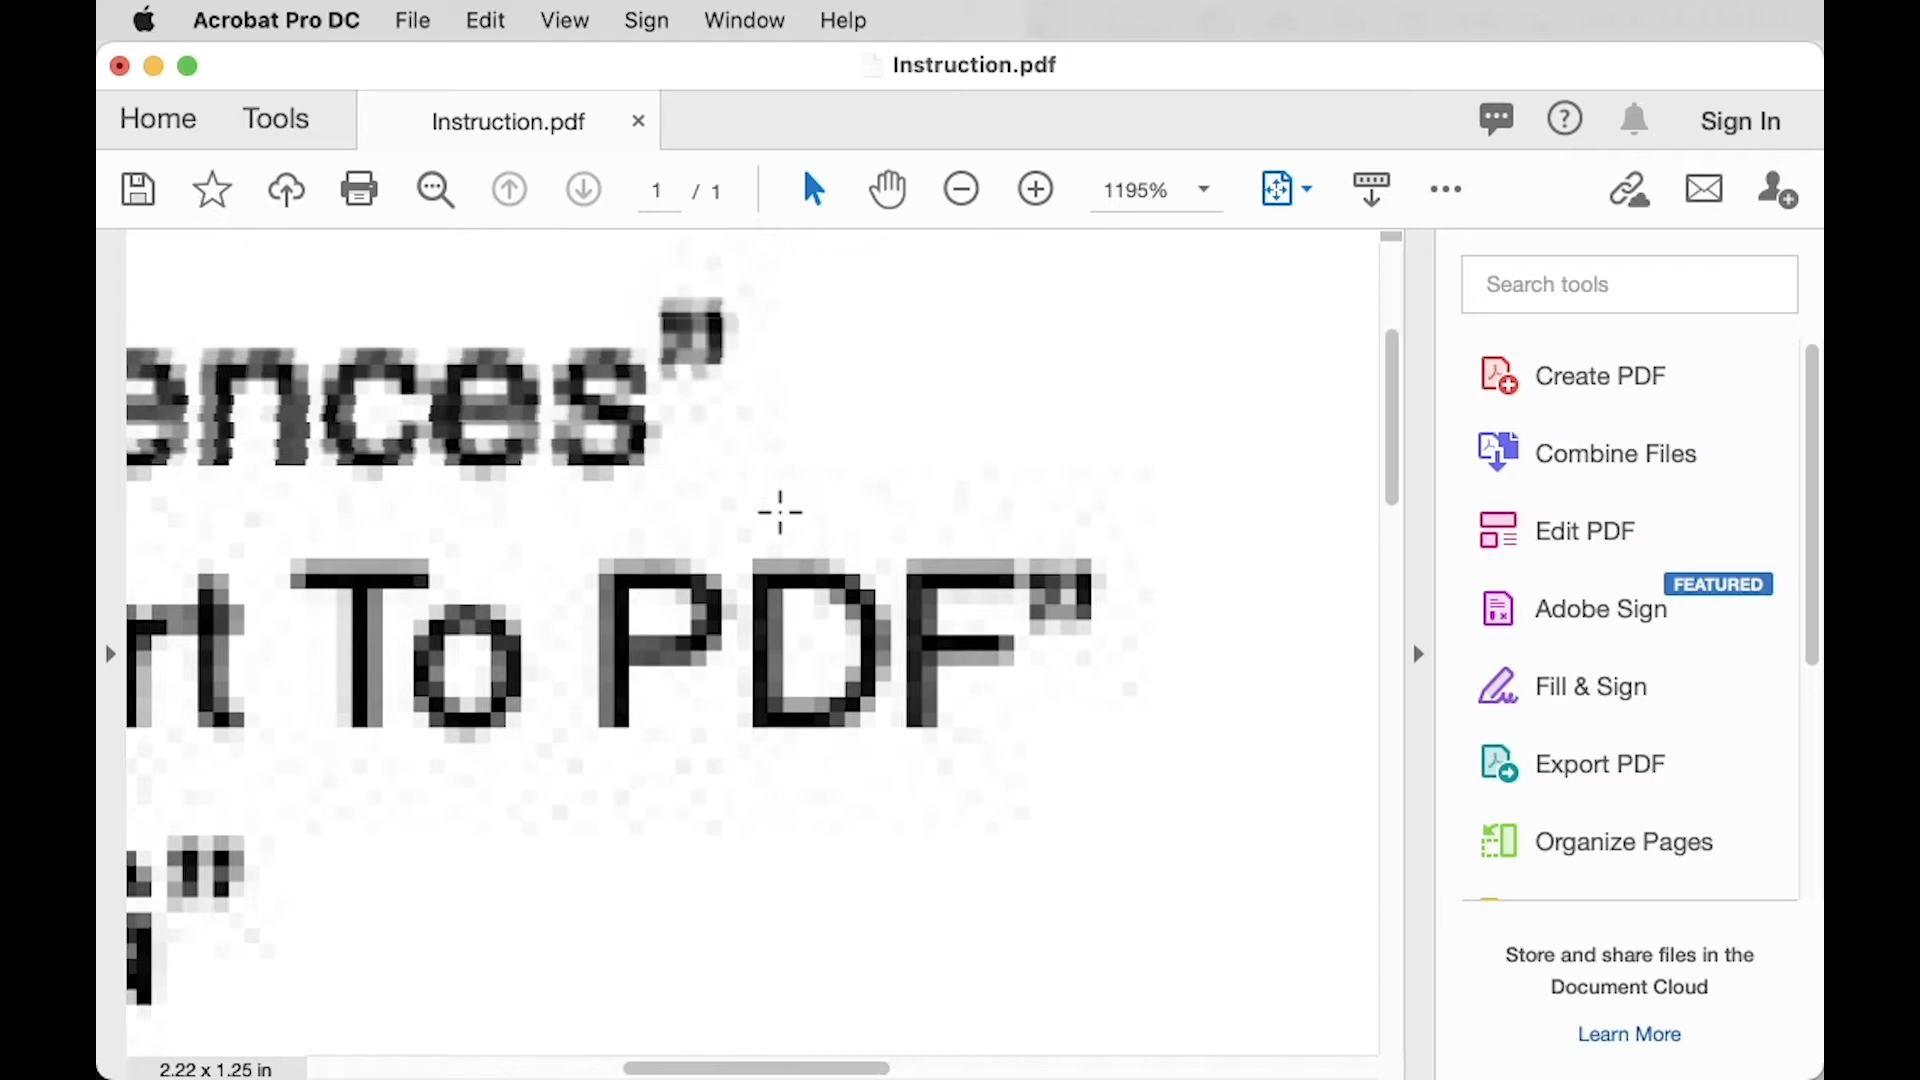 Acrobat Pro DC File Edit View Sign Window Help
Instruction.pdf
Home Tools Instruction.pdf × Sign In
1 / 1 1195%
ences"
rt To PDF"
"
2.22 x 1.25 in
Search tools
Create PDF
Combine Files
Edit PDF
FEATURED
Adobe Sign
Fill & Sign
Export PDF
Organize Pages
Store and share files in the
Document Cloud
Learn More